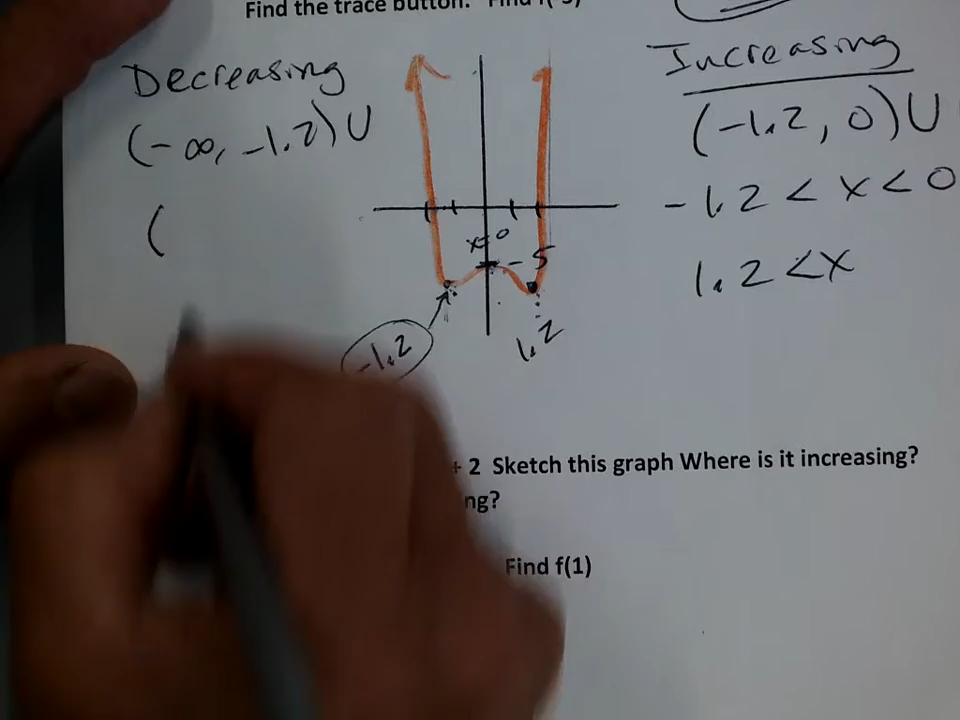 Find the trace button.
Decreasing
(-∞, -1.2) U
(
Increasing
(-1.2, 0) U
-1.2 < x < 0
1.2 < x
x=0
-5
-1.2
1.2
+ 2 Sketch this graph Where is it increasing?
ng?
Find f(1)